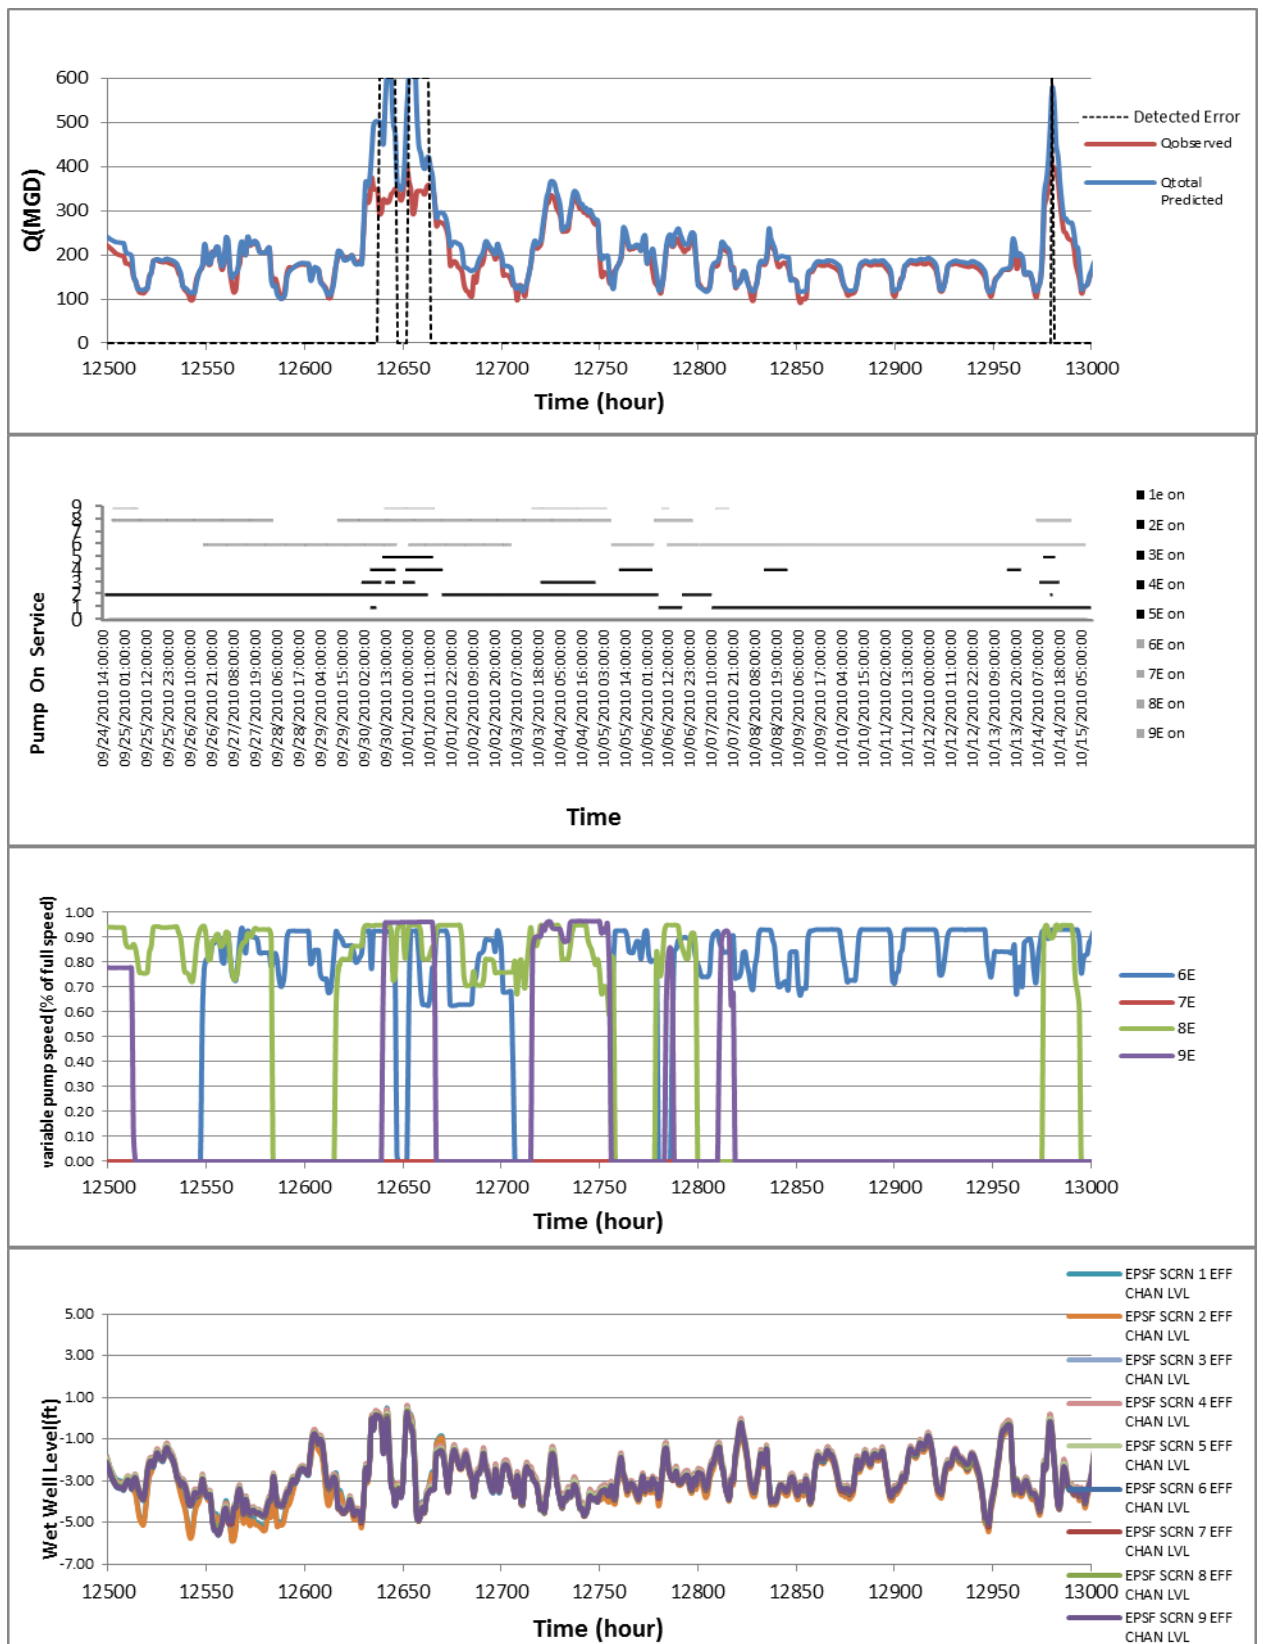 600
500
400
300
200
100
0
Q(MGD)
12500 12550 12600 12650 12700 12750 12800 12850 12900 12950 13000
Time (hour)
Detected Error
Qobserved
Qtotal
Predicted
9
8
7
6
5
4
3
2
1
0
Pump On Service
09/24/2010 14:00:00
09/25/2010 01:00:00
09/25/2010 12:00:00
09/25/2010 23:00:00
09/26/2010 10:00:00
09/26/2010 21:00:00
09/27/2010 08:00:00
09/27/2010 19:00:00
09/28/2010 06:00:00
09/28/2010 17:00:00
09/29/2010 04:00:00
09/29/2010 15:00:00
09/30/2010 02:00:00
09/30/2010 13:00:00
10/01/2010 00:00:00
10/01/2010 11:00:00
10/01/2010 22:00:00
10/02/2010 09:00:00
10/02/2010 20:00:00
10/03/2010 07:00:00
10/03/2010 18:00:00
10/04/2010 05:00:00
10/04/2010 16:00:00
10/05/2010 03:00:00
10/05/2010 14:00:00
10/06/2010 01:00:00
10/06/2010 12:00:00
10/06/2010 23:00:00
10/07/2010 10:00:00
10/07/2010 21:00:00
10/08/2010 08:00:00
10/08/2010 19:00:00
10/09/2010 06:00:00
10/09/2010 17:00:00
10/10/2010 04:00:00
10/10/2010 15:00:00
10/11/2010 02:00:00
10/11/2010 13:00:00
10/12/2010 00:00:00
10/12/2010 11:00:00
10/12/2010 22:00:00
10/13/2010 09:00:00
10/13/2010 20:00:00
10/14/2010 07:00:00
10/14/2010 18:00:00
10/15/2010 05:00:00
Time
1e on
2E on
3E on
4E on
5E on
6E on
7E on
8E on
9E on
variable pump speed(% of full speed)
1.00
0.90
0.80
0.70
0.60
0.50
0.40
0.30
0.20
0.10
0.00
12500 12550 12600 12650 12700 12750 12800 12850 12900 12950 13000
Time (hour)
6E
7E
8E
9E
Wet Well Level(ft)
5.00
3.00
1.00
-1.00
-3.00
-5.00
-7.00
12500 12550 12600 12650 12700 12750 12800 12850 12900 12950 13000
Time (hour)
EPSF SCRN 1 EFF
CHAN LVL
EPSF SCRN 2 EFF
CHAN LVL
EPSF SCRN 3 EFF
CHAN LVL
EPSF SCRN 4 EFF
CHAN LVL
EPSF SCRN 5 EFF
CHAN LVL
EPSF SCRN 6 EFF
CHAN LVL
EPSF SCRN 7 EFF
CHAN LVL
EPSF SCRN 8 EFF
CHAN LVL
EPSF SCRN 9 EFF
CHAN LVL